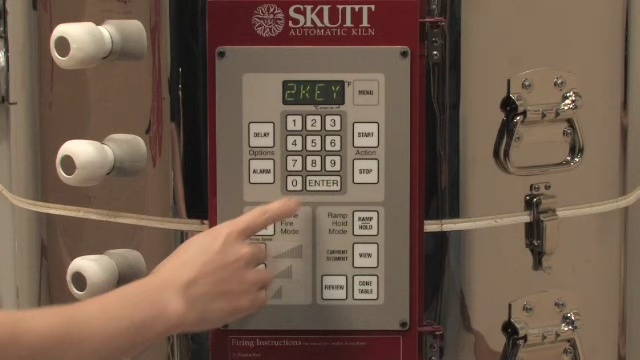 SKUTT
AUTOMATIC KILN
2KEY °F MENU
1 2 3
DELAY 4 5 6 START
Options Action
ALARM 7 8 9 STOP
0 ENTER
Fire Mode
Ramp Hold Mode RAMP HOLD
CURRENT SEGMENT VIEW
REVIEW CONE TABLE
Firing Instructions